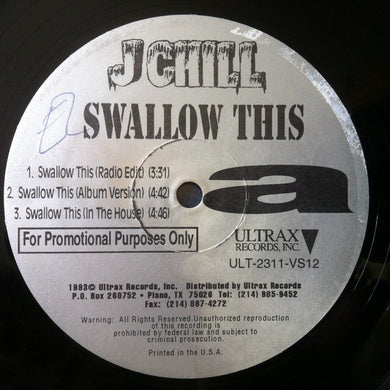 J CHILL
SWALLOW THIS
1. Swallow This (Radio Edit) (3:31)
2. Swallow This (Album Version) (4:42)
3. Swallow This (In The House) (4:46)
For Promotional Purposes Only
a
ULTRAX
RECORDS, INC.
ULT-2311-VS12
1993© Ultrax Records, Inc. Distributed by Ultrax Records
P.O. Box 260752 • Plano, TX 75026 Tel: (214) 985-9452
Fax: (214) 867-4272
Warning: All Rights Reserved. Unauthorized reproduction
of this recording is
prohibited by federal law and subject to
criminal prosecution.
Printed in the U.S.A.